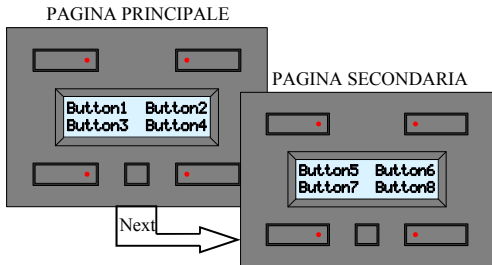 PAGINA PRINCIPALE
Button1 Button2
Button3 Button4
Next
PAGINA SECONDARIA
Button5 Button6
Button7 Button8